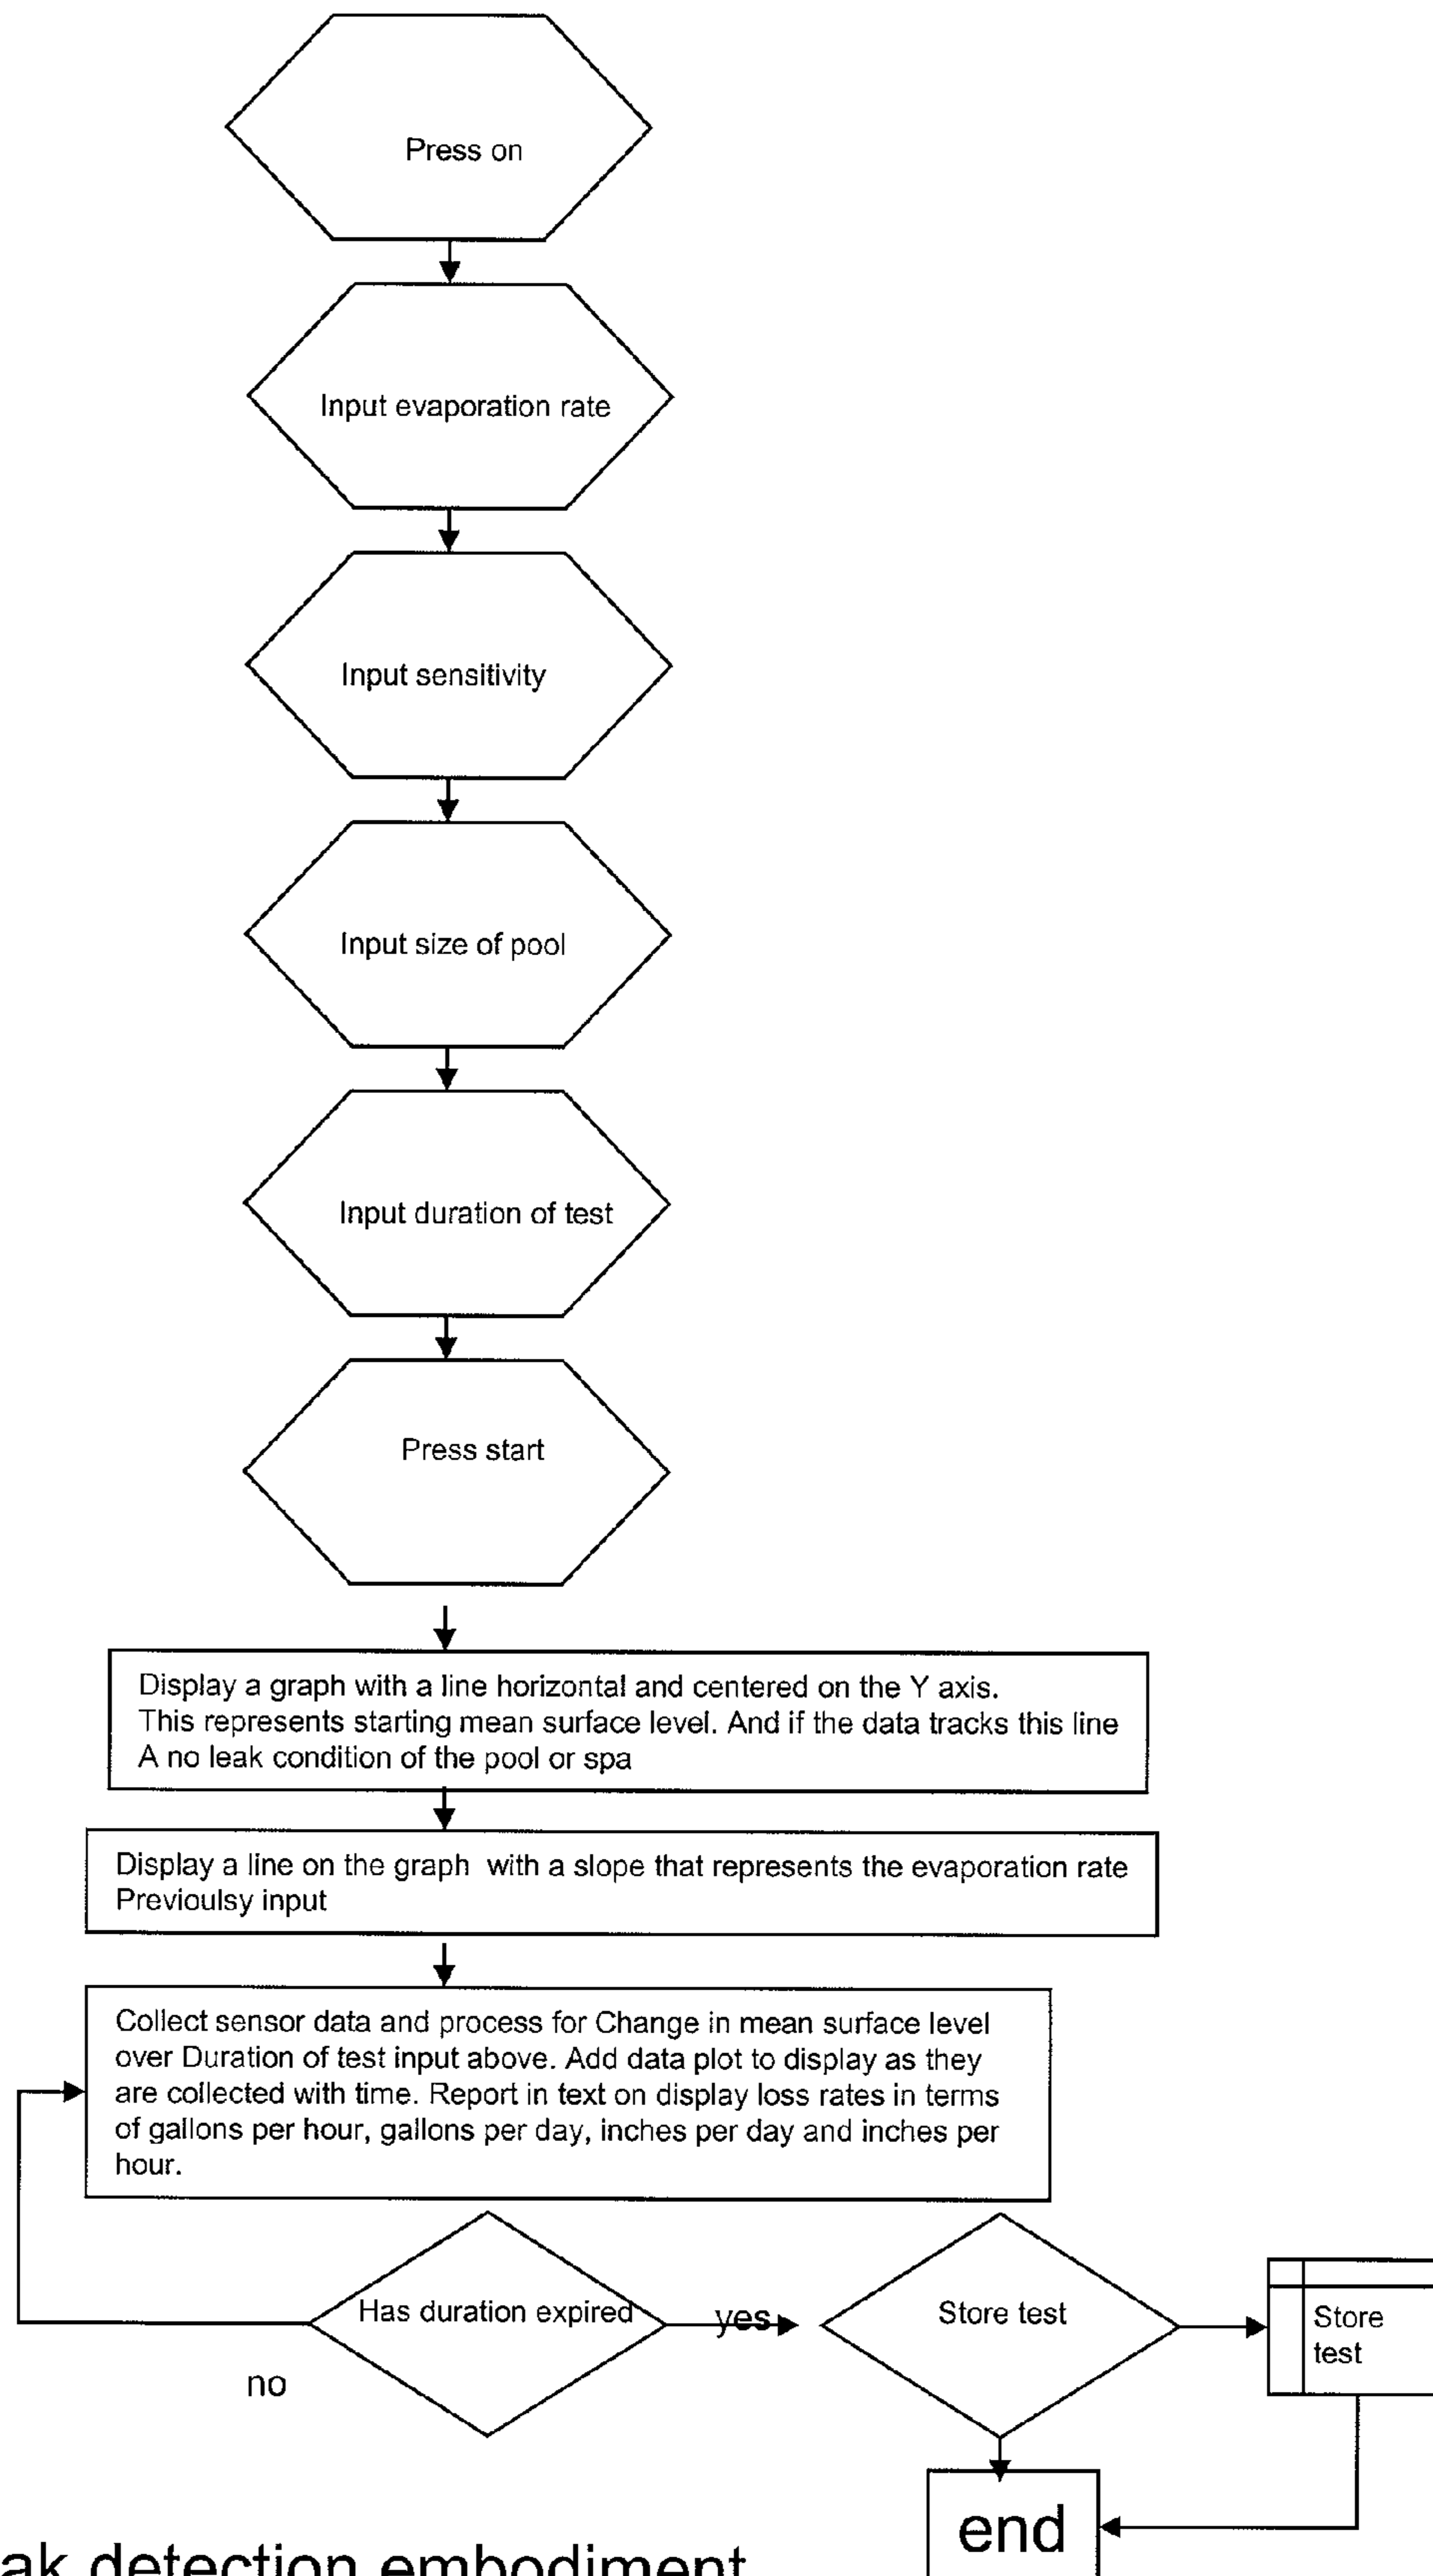 Press on
Input evaporation rate
Input sensitivity
Input size of pool
Input duration of test
Press start
Display a graph with a line horizontal and centered on the Y axis.
This represents starting mean surface level. And if the data tracks this line
A no leak condition of the pool or spa
Display a line on the graph with a slope that represents the evaporation rate
Previoulsy input
Collect sensor data and process for Change in mean surface level
over Duration of test input above. Add data plot to display as they
are collected with time. Report in text on display loss rates in terms
of gallons per hour, gallons per day, inches per day and inches per
hour.
Has duration expired
yes
Store test
Store
test
no
end
detection embodiment